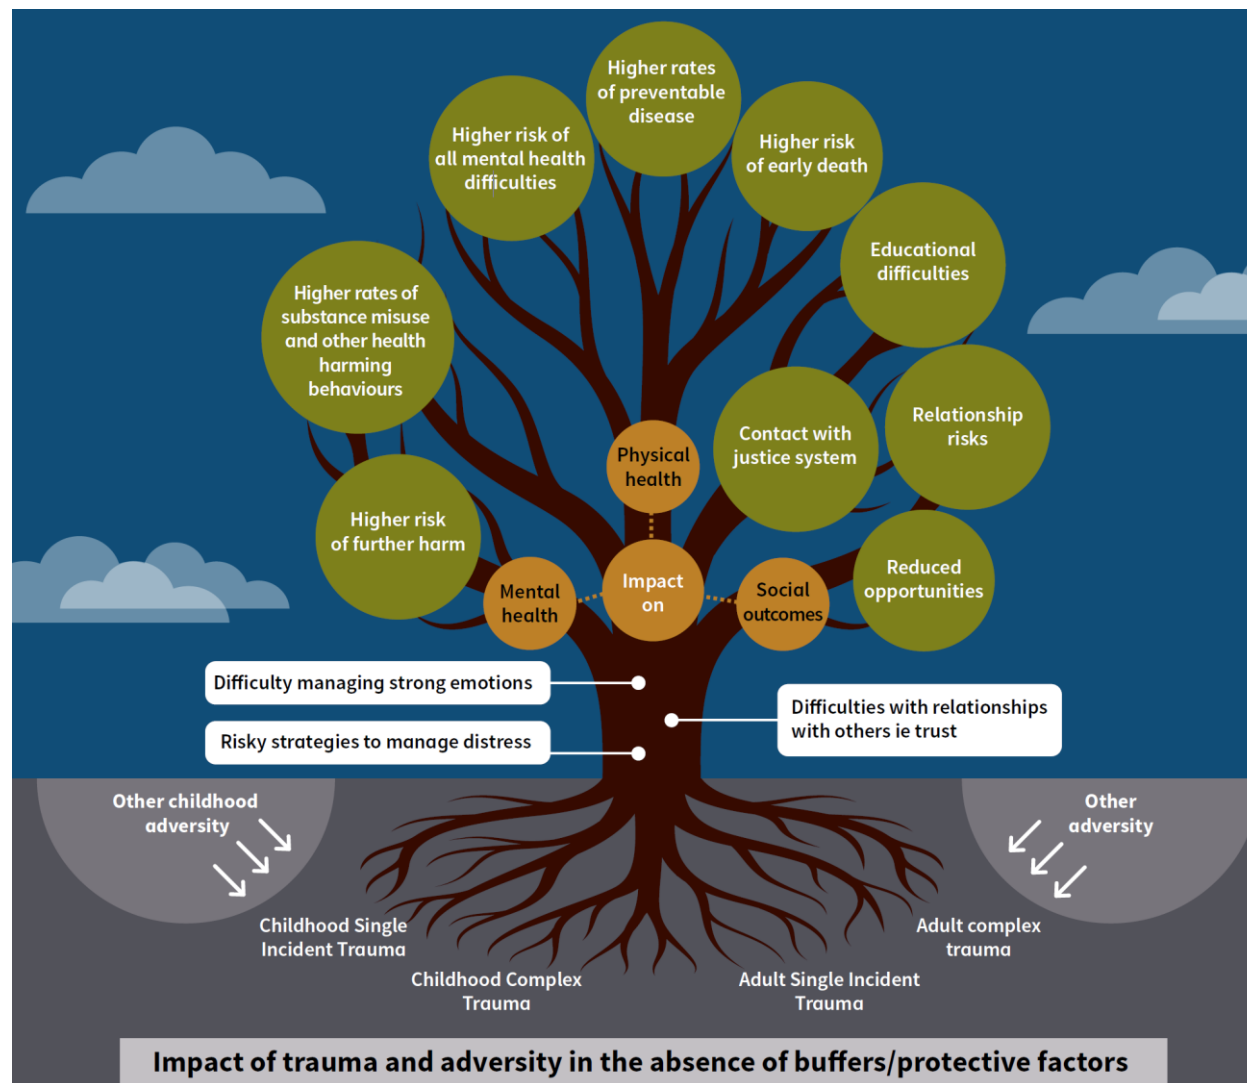 Higher rates
of preventable
disease
Higher risk of
all mental health
difficulties
Higher risk
of early death
Educational
difficulties
Higher rates of
substance misuse
and other health
harming
behaviours
Relationship
risks
Contact with
justice system
Physical
health
Higher risk
of further harm
Reduced
opportunities
Impact
on
Mental
health
Social
outcomes
Difficulty managing strong emotions
Difficulties with relationships
with others ie trust
Risky strategies to manage distress
Other childhood
adversity
Other
adversity
Childhood Single
Incident Trauma
Adult complex
trauma
Childhood Complex
Trauma
Adult Single Incident
Trauma
Impact of trauma and adversity in the absence of buffers/protective factors